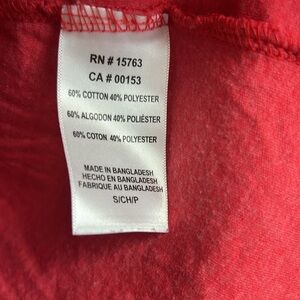 RN # 15763
CA # 00153
60% COTTON 40% POLYESTER
60% ALGODON 40% POLIÉSTER
60% COTON 40% POLYESTER
MADE IN BANGLADESH
HECHO EN BANGLADESH
FABRIQUE AU BANGLADESH
S/CH/P